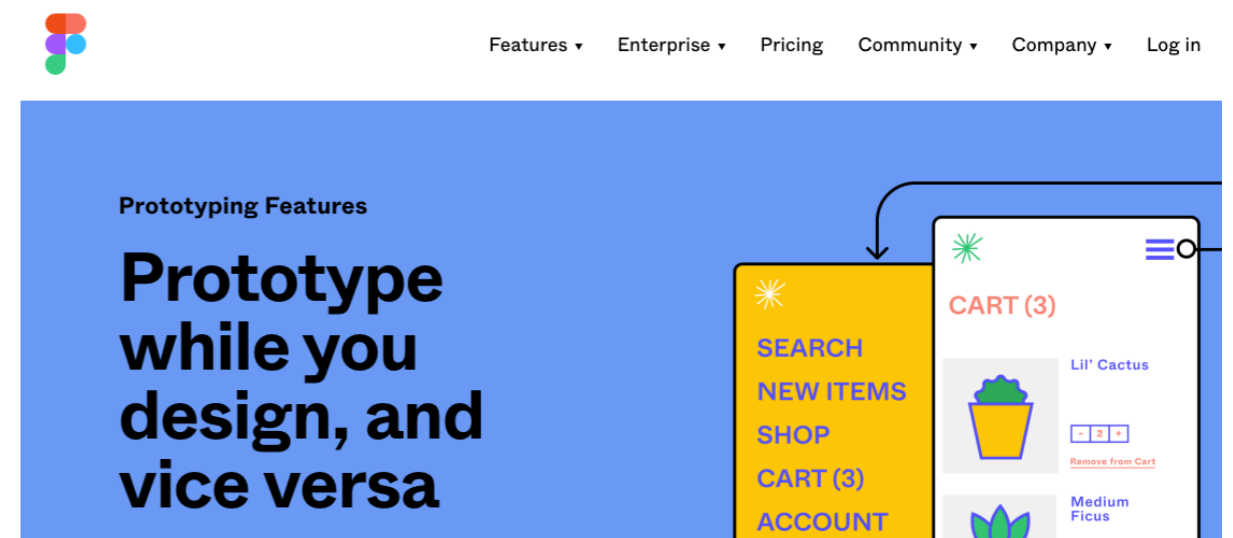 Features ▾ Enterprise ▾ Pricing Community ▾ Company ▾ Log in
Prototyping Features
Prototype
while you
design, and
vice versa
SEARCH
NEW ITEMS
SHOP
CART (3)
ACCOUNT
CART (3)
Lil' Cactus
- 2 +
Remove from Cart
Medium
Ficus